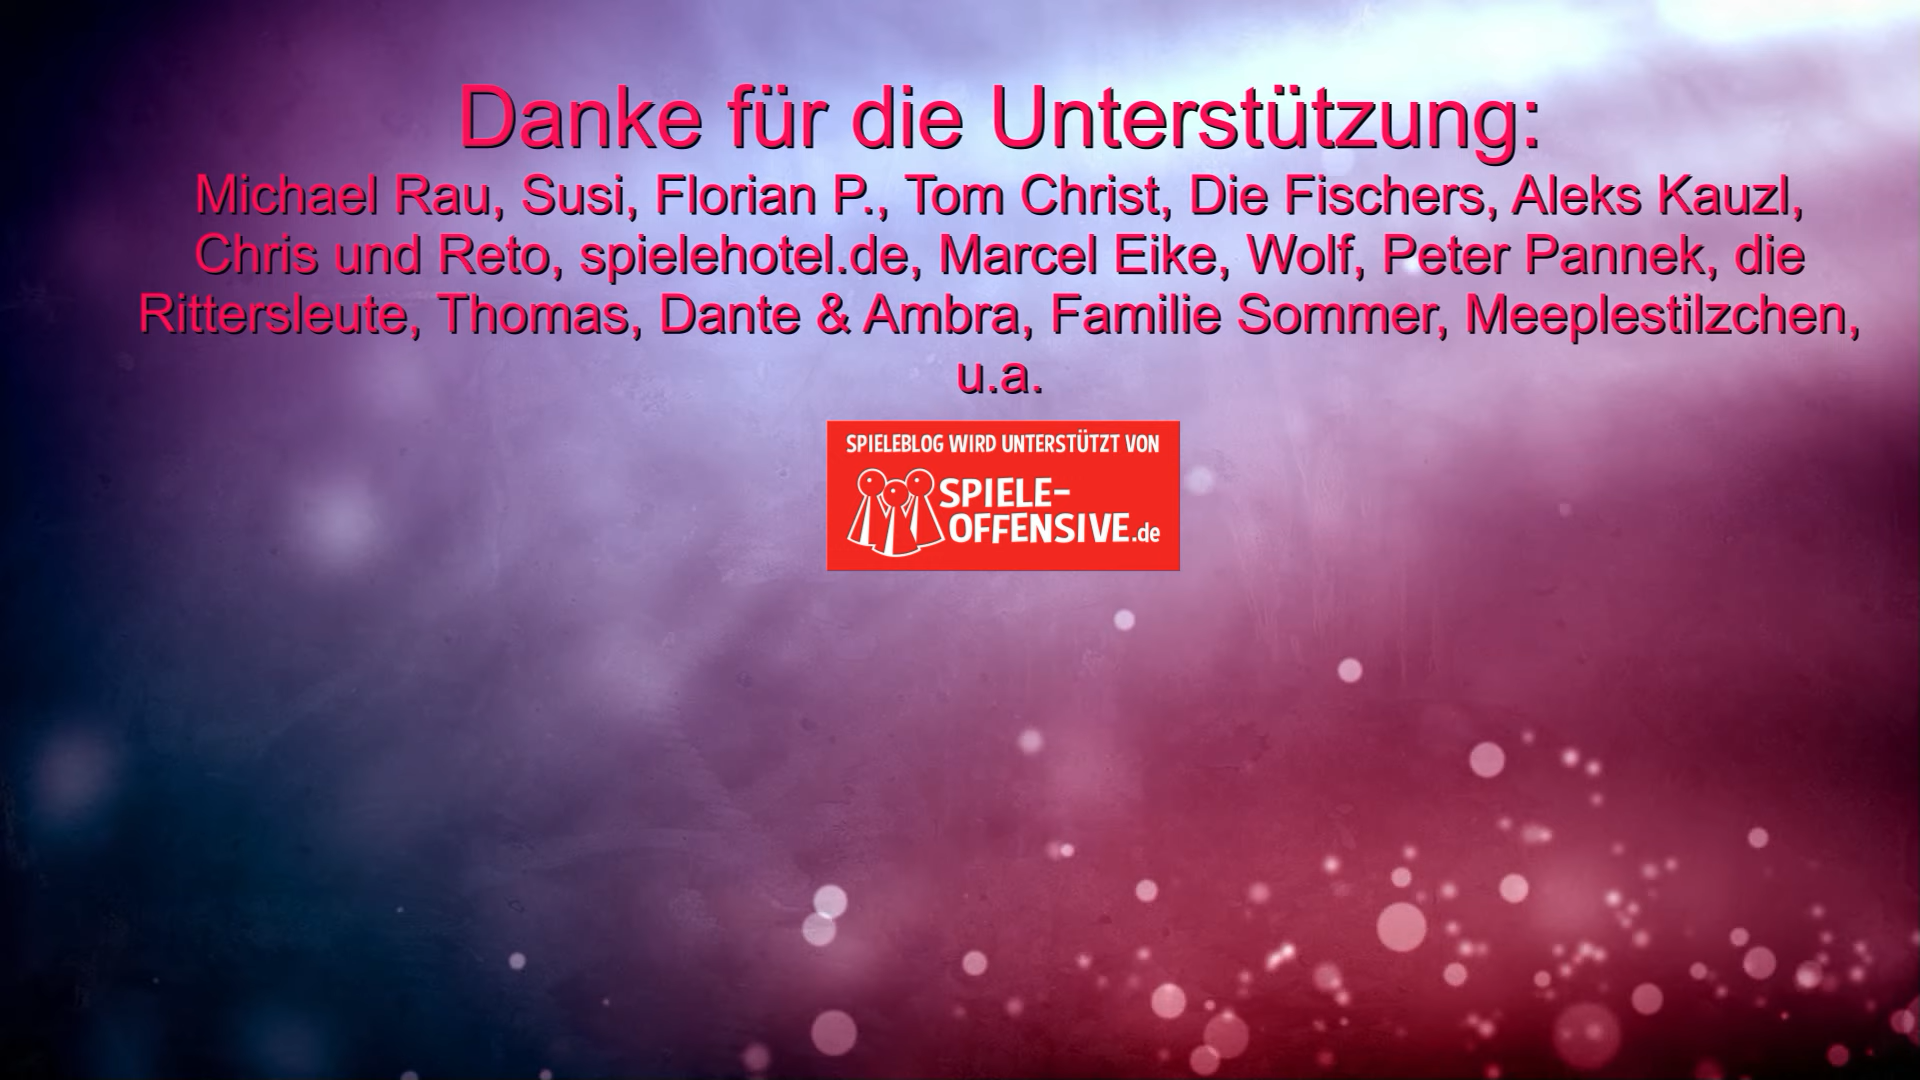 Danke für die Unterstützung:
Michael Rau, Susi, Florian P., Tom Christ, Die Fischers, Aleks Kauzl,
Chris und Reto, spielehotel.de, Marcel Eike, Wolf, Peter Pannek, die
Rittersleute, Thomas, Dante & Ambra, Familie Sommer, Meeplestilzchen,
u.a.
SPIELEBLOG WIRD UNTERSTÜTZT VON
SPIELE-
OFFENSIVE.de